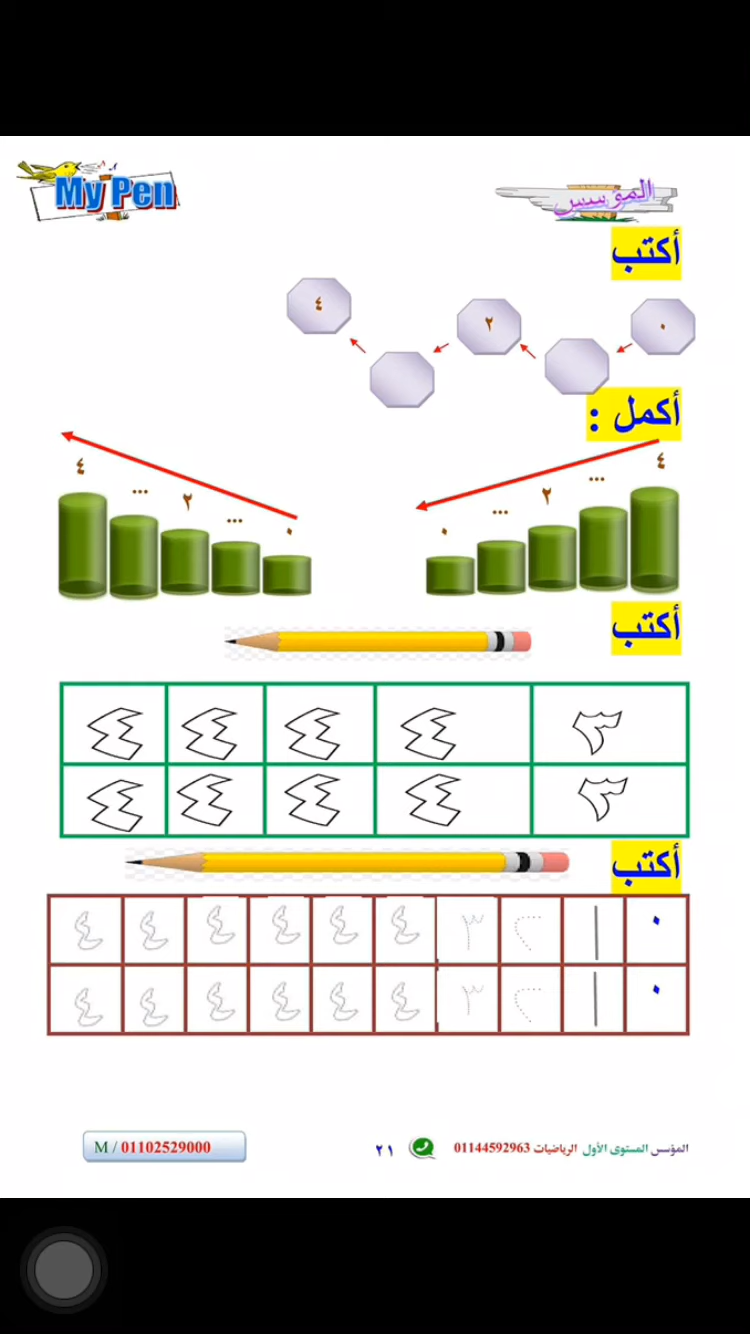 My Pen
المؤسس
أكتب
٠ ٢ ٤
أكمل :
٤ ... ٢ ... ٠
٠ ... ٢ ... ٤
أكتب
٣ ٤ ٤ ٤ ٤
٣ ٤ ٤ ٤ ٤
أكتب
٠ ١ ٢ ٣ ٤ ٤ ٤ ٤ ٤ ٤
٠ ١ ٢ ٣ ٤ ٤ ٤ ٤ ٤ ٤
المؤسس المستوى الأول الرياضيات 01144592963
٢١
M / 01102529000